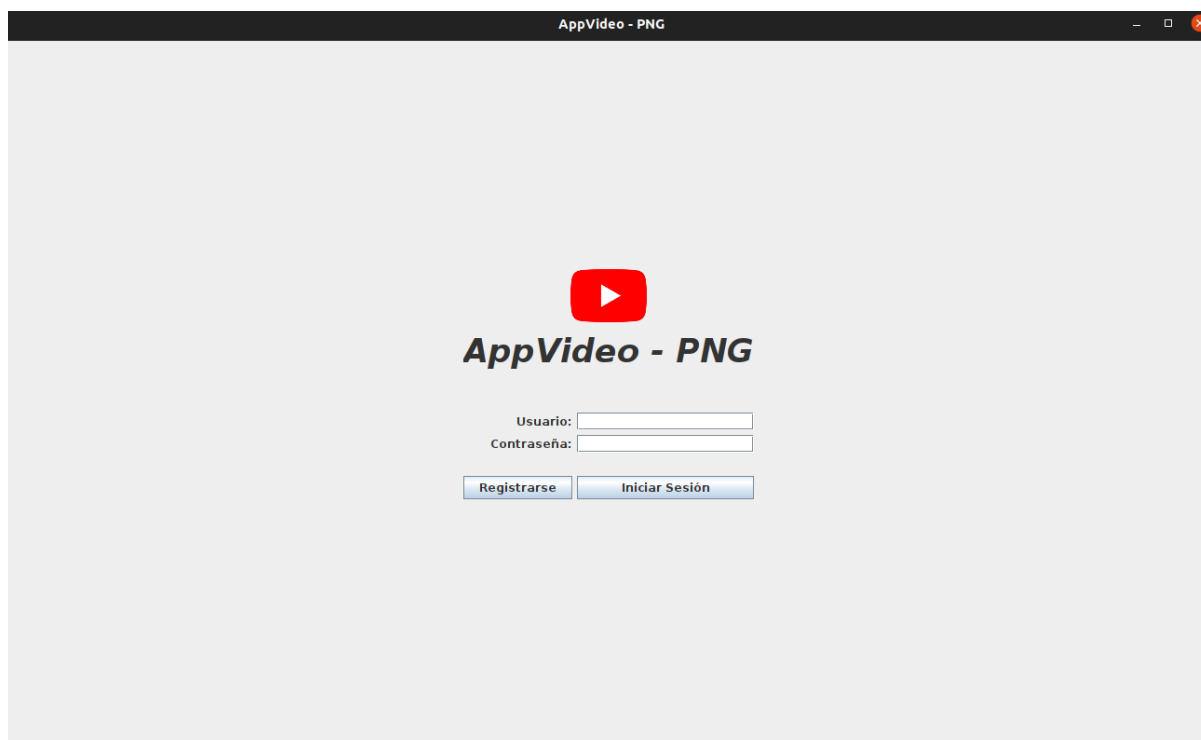 AppVideo - PNG
AppVideo - PNG
Usuario:
Contraseña:
Registrarse Iniciar Sesión